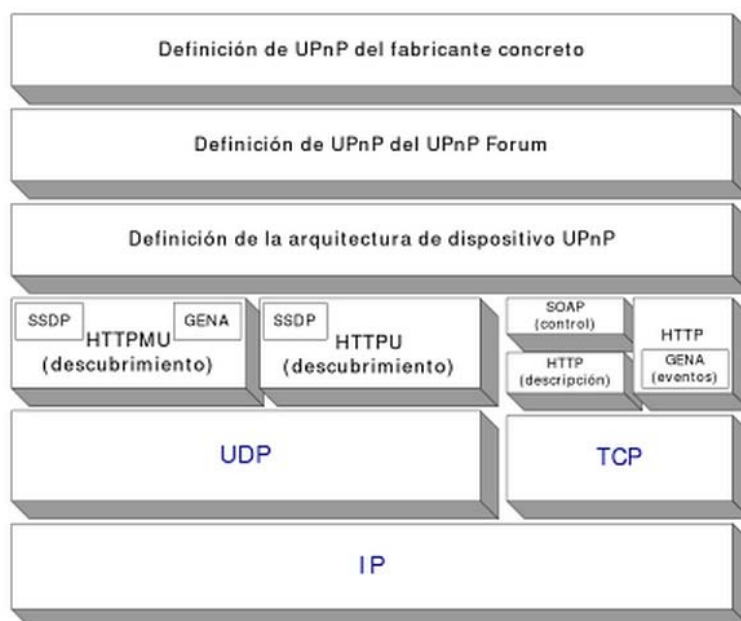 Definición de UPnP del fabricante concreto
Definición de UPnP del UPnP Forum
Definición de la arquitectura de dispositivo UPnP
SSDP
GENA
HTTPMU
(descubrimiento)
SSDP
HTTPU
(descubrimiento)
SOAP
(control)
HTTP
(descripción)
HTTP
GENA
(eventos)
UDP
TCP
IP